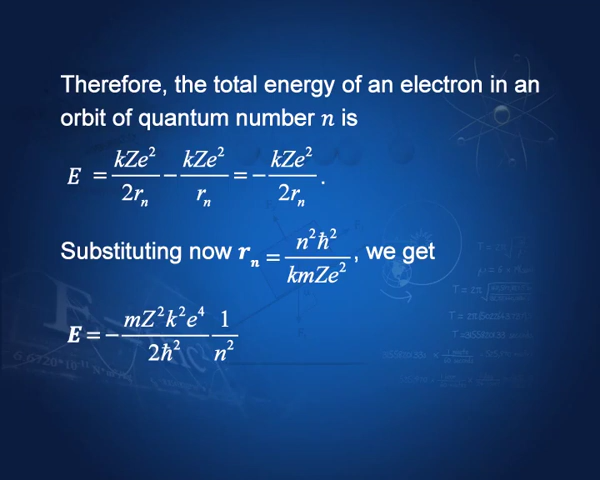 Therefore, the total energy of an electron in an
orbit of quantum number n is
E = kZe²/2rₙ − kZe²/rₙ = − kZe²/2rₙ .
Substituting now rₙ = n²ħ²/kmZe² , we get
E = − mZ²k²e⁴/2ħ² 1/n²